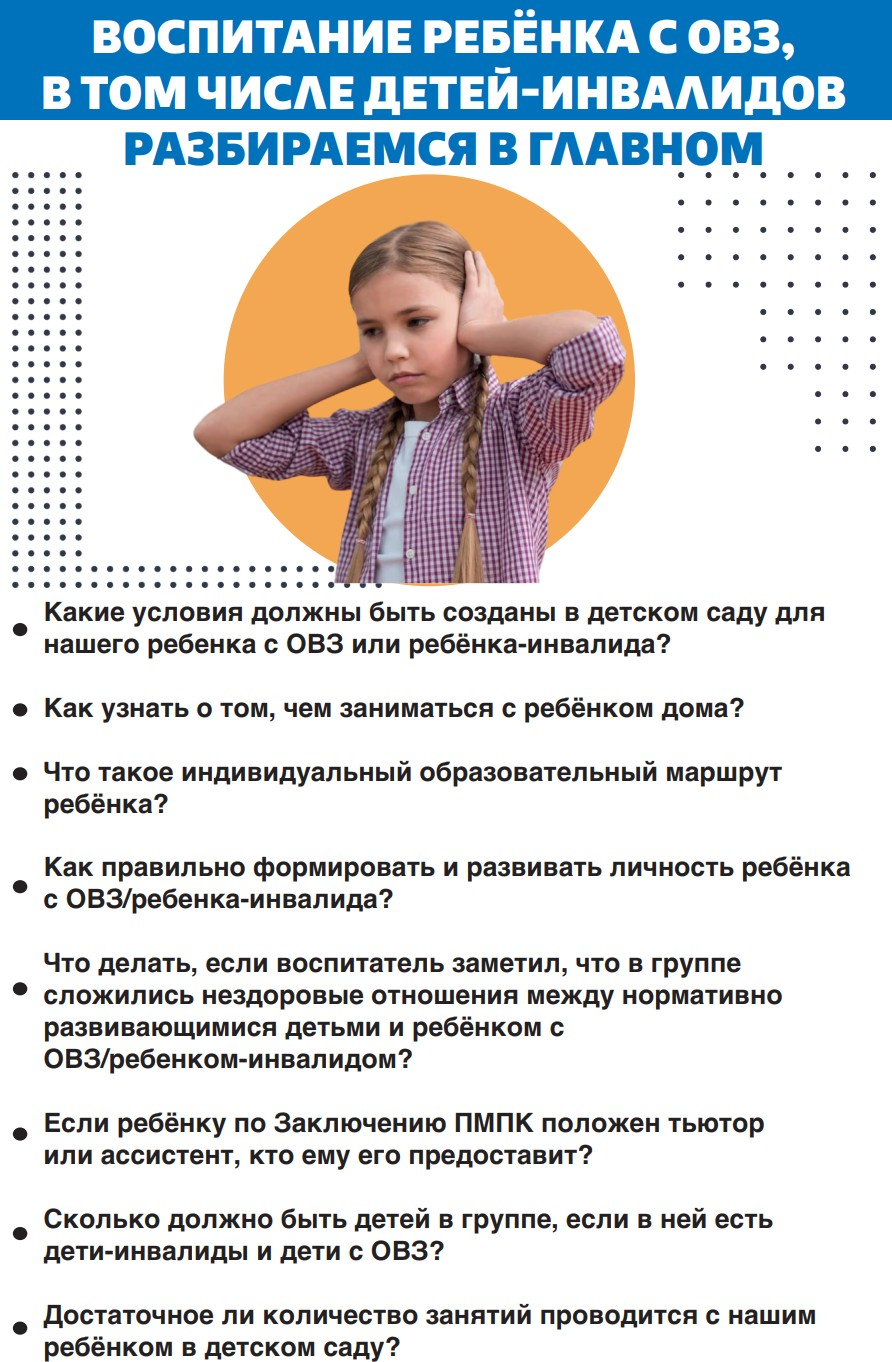 ВОСПИТАНИЕ РЕБЁНКА С ОВЗ,
В ТОМ ЧИСЛЕ ДЕТЕЙ-ИНВАЛИДОВ
РАЗБИРАЕМСЯ В ГЛАВНОМ
• Какие условия должны быть созданы в детском саду для
нашего ребенка с ОВЗ или ребёнка-инвалида?
• Как узнать о том, чем заниматься с ребёнком дома?
• Что такое индивидуальный образовательный маршрут
ребёнка?
• Как правильно формировать и развивать личность ребёнка
с ОВЗ/ребенка-инвалида?
• Что делать, если воспитатель заметил, что в группе
сложились нездоровые отношения между нормативно
развивающимися детьми и ребёнком с
ОВЗ/ребенком-инвалидом?
• Если ребёнку по Заключению ПМПК положен тьютор
или ассистент, кто ему его предоставит?
• Сколько должно быть детей в группе, если в ней есть
дети-инвалиды и дети с ОВЗ?
• Достаточное ли количество занятий проводится с нашим
ребёнком в детском саду?